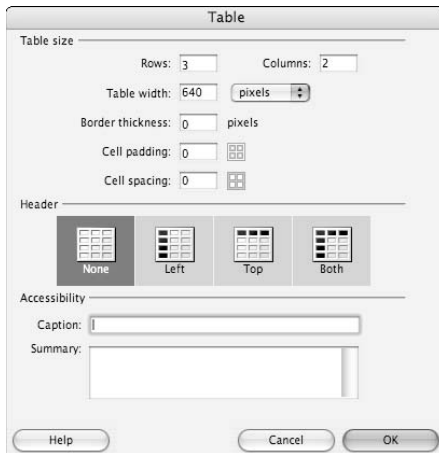 Table
Table size
Rows: 3 Columns: 2
Table width: 640 pixels
Border thickness: 0 pixels
Cell padding: 0
Cell spacing: 0
Header
None Left Top Both
Accessibility
Caption:
Summary:
Help Cancel OK